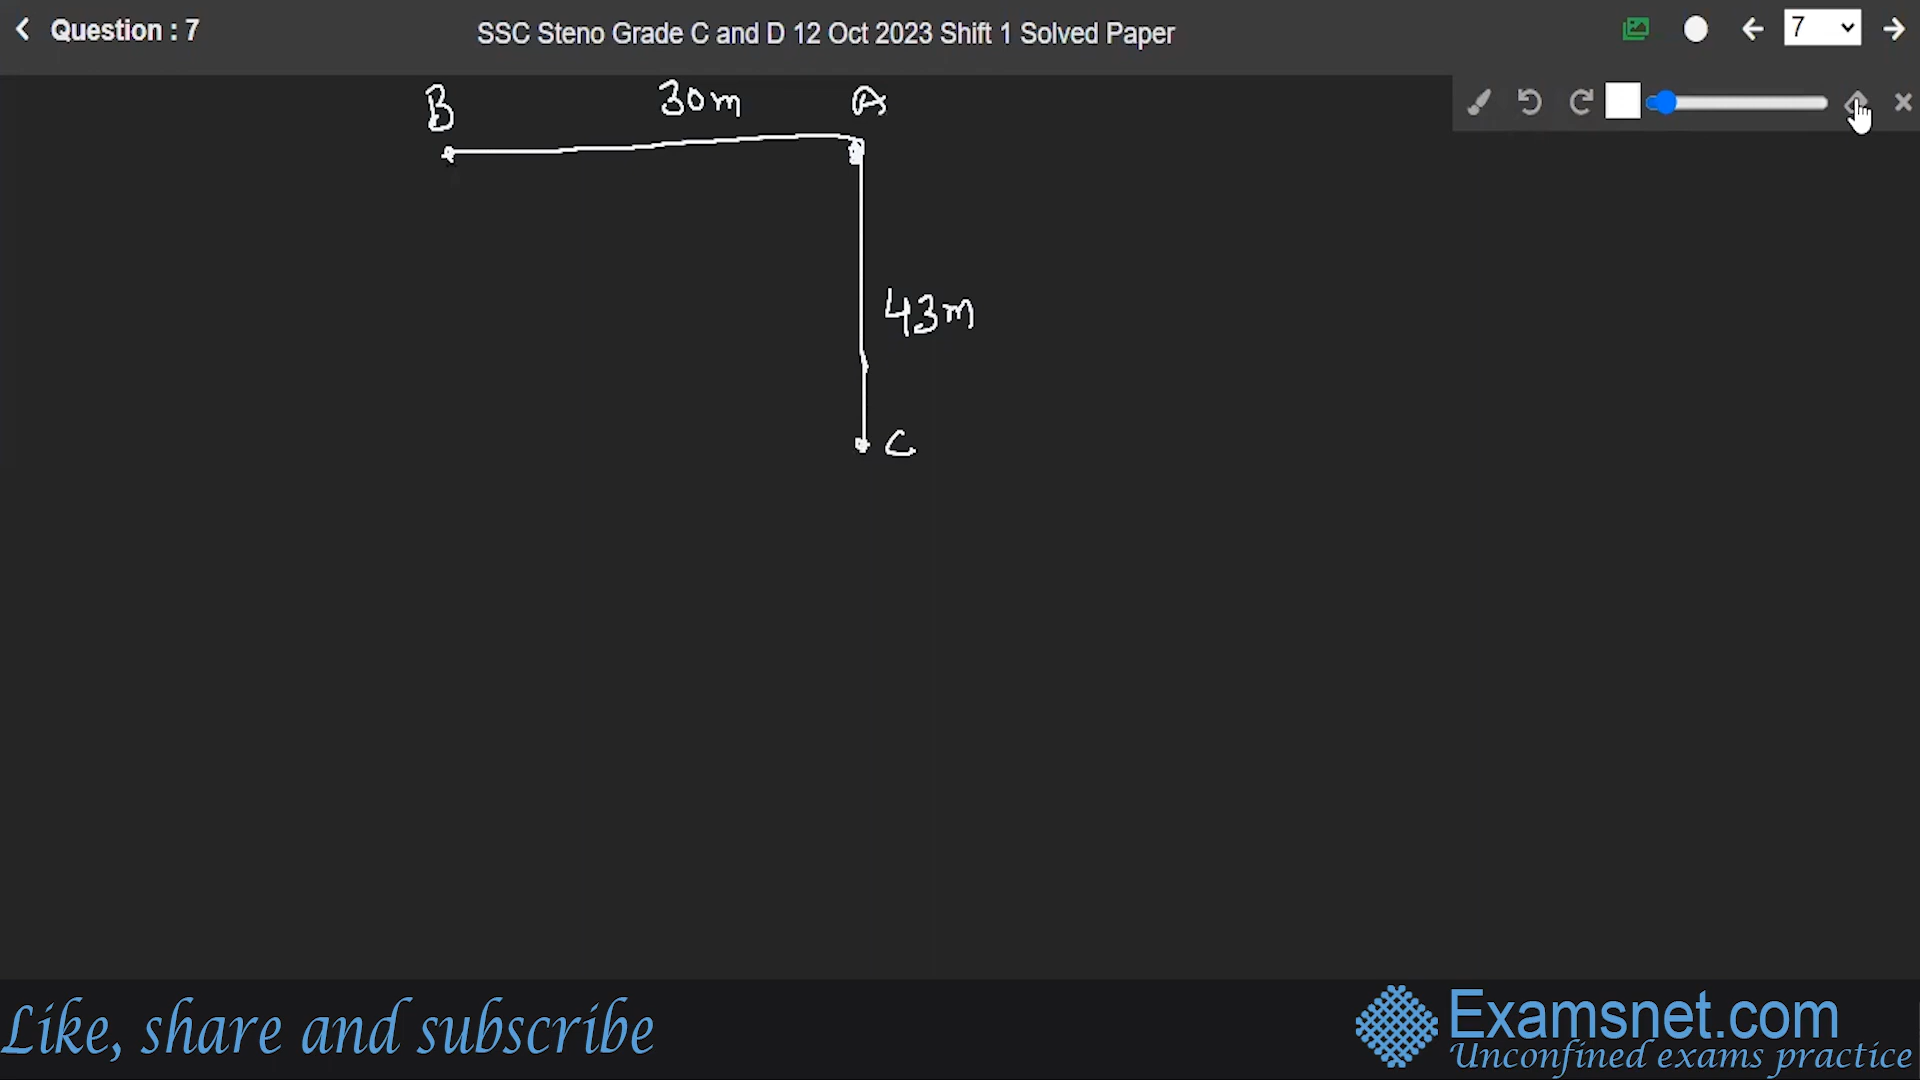 Question : 7
SSC Steno Grade C and D 12 Oct 2023 Shift 1 Solved Paper
7
B 30m A
43m
C
Like, share and subscribe
Examsnet.com
Unconfined exams practice